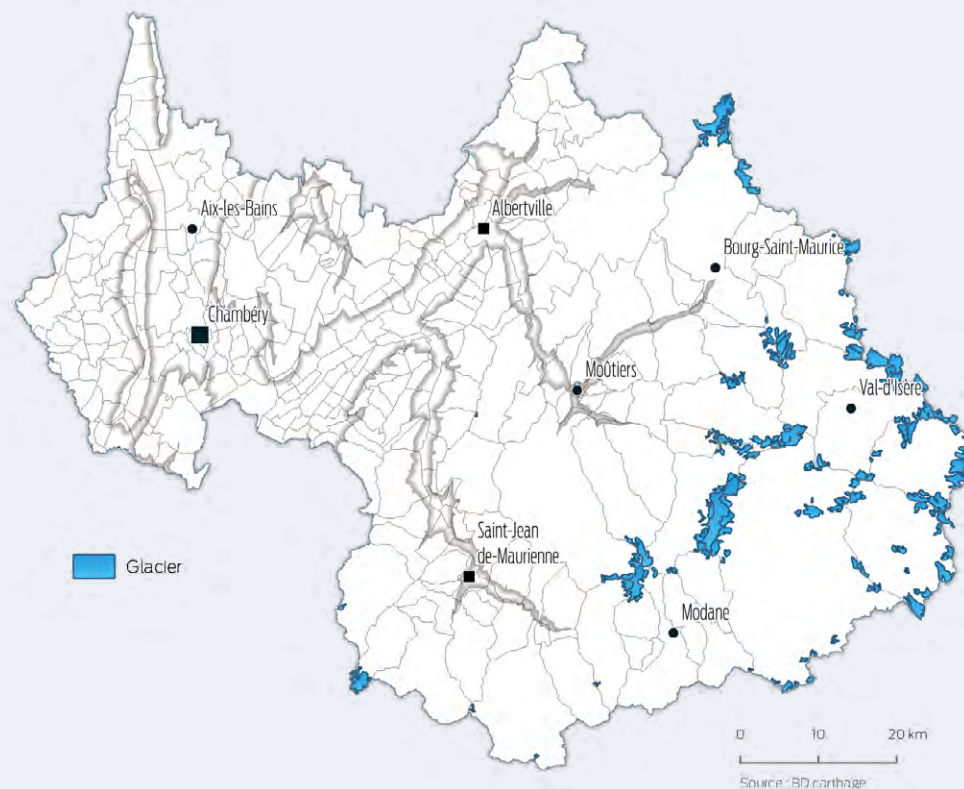 Aix-les-Bains
Albertville
Bourg-Saint-Maurice
Chambéry
Moûtiers
Val-d'Isère
Saint-Jean
de-Maurienne
Glacier
Modane
0 10 20 km
Source : BD carthage